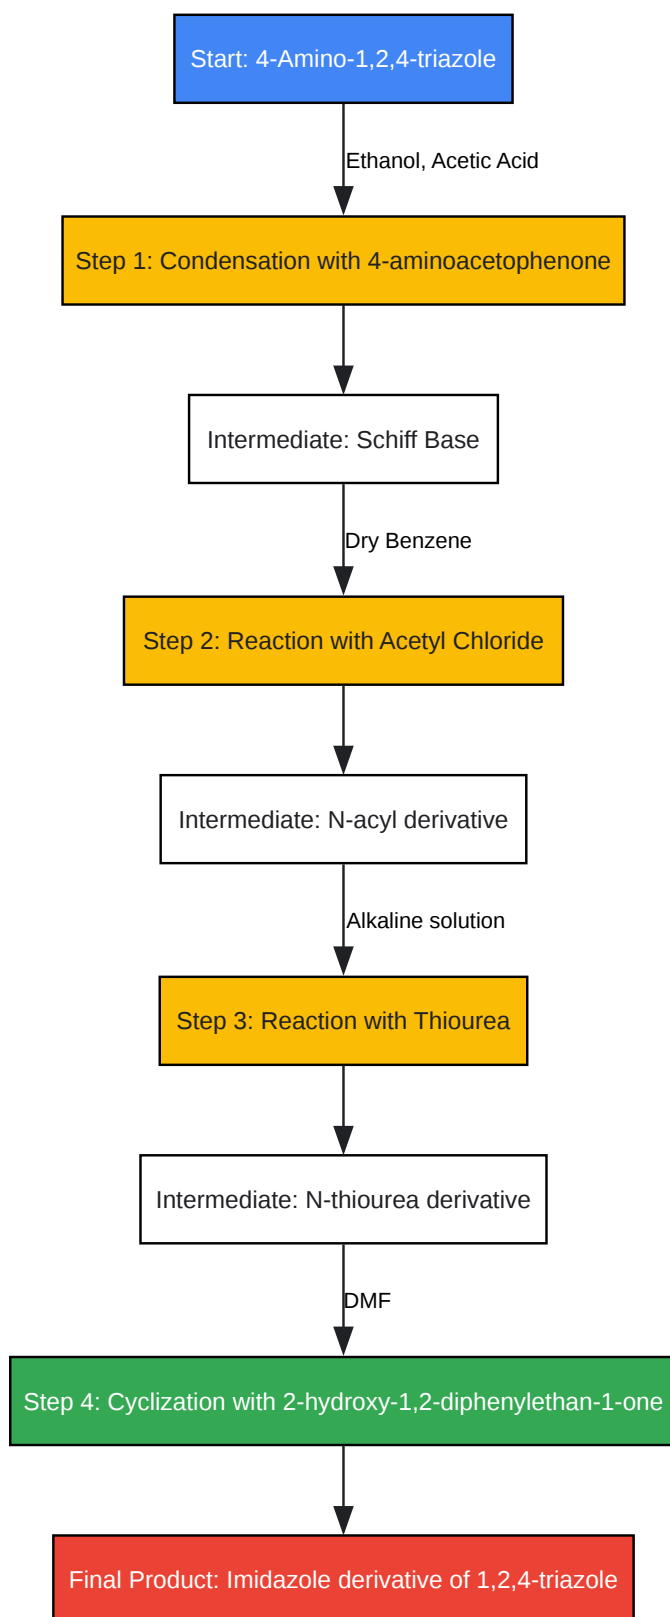 Start: 4-Amino-1,2,4-triazole
Ethanol, Acetic Acid
Step 1: Condensation with 4-aminoacetophenone
Intermediate: Schiff Base
Dry Benzene
Step 2: Reaction with Acetyl Chloride
Intermediate: N-acyl derivative
Alkaline solution
Step 3: Reaction with Thiourea
Intermediate: N-thiourea derivative
DMF
Step 4: Cyclization with 2-hydroxy-1,2-diphenylethan-1-one
Final Product: Imidazole derivative of 1,2,4-triazole